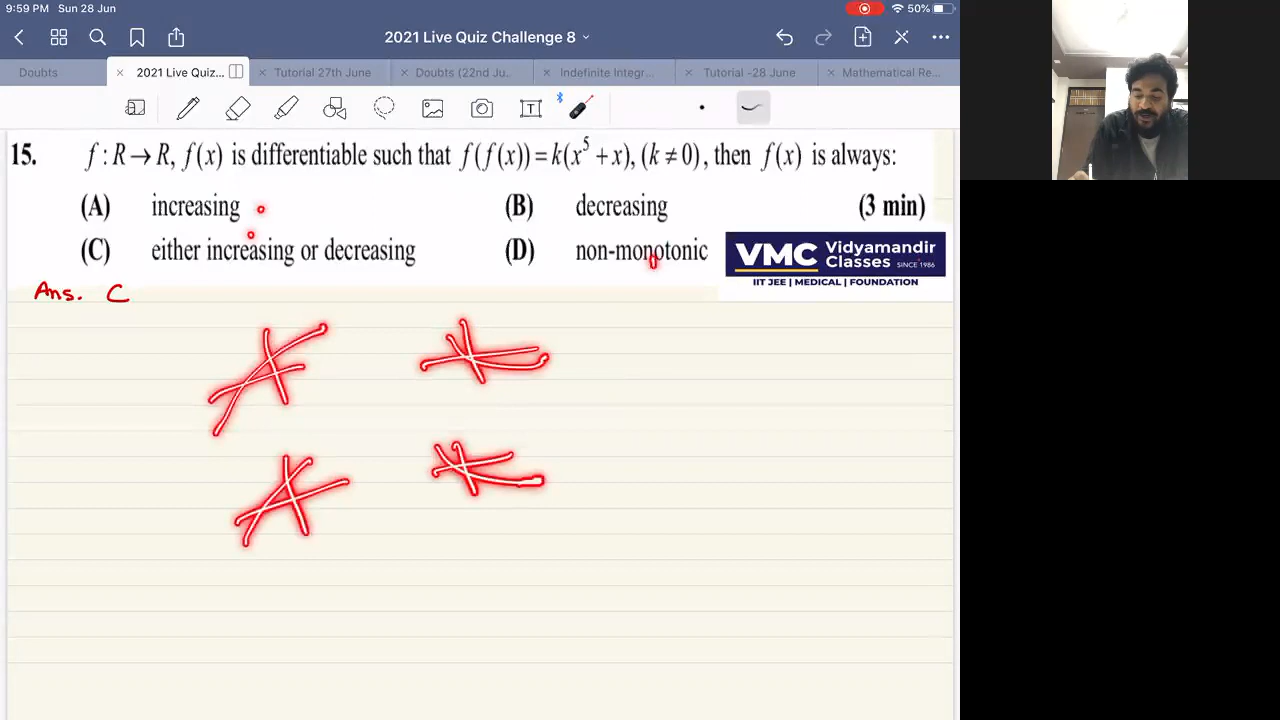 9:59 PM Sun 28 Jun
50%
2021 Live Quiz Challenge 8
Doubts
2021 Live Quiz...
Tutorial 27th June
Doubts (22nd Ju...
Indefinite Integr...
Tutorial -28 June
Mathematical Re...
15. f : R → R, f(x) is differentiable such that f(f(x)) = k(x⁵ + x), (k ≠ 0), then f(x) is always:
(A) increasing (B) decreasing (3 min)
(C) either increasing or decreasing (D) non-monotonic
VMC Vidyamandir Classes SINCE 1986
IIT JEE | MEDICAL | FOUNDATION
Ans. C